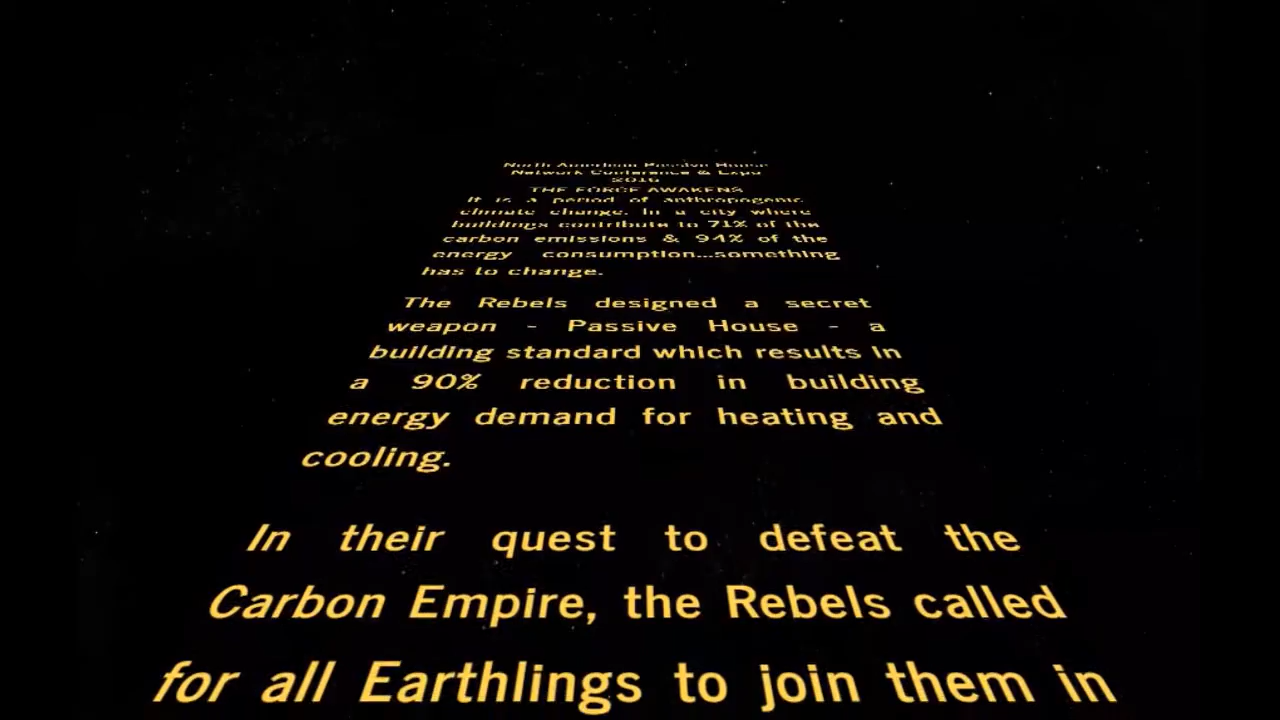 North American Passive House
Network Conference & Expo
2016
THE FORCE AWAKENS
It is a period of anthropogenic
climate change. In a city where
buildings contribute to 71% of the
carbon emissions & 94% of the
energy consumption...something
has to change.
The Rebels designed a secret
weapon - Passive House - a
building standard which results in
a 90% reduction in building
energy demand for heating and
cooling.
In their quest to defeat the
Carbon Empire, the Rebels called
for all Earthlings to join them in